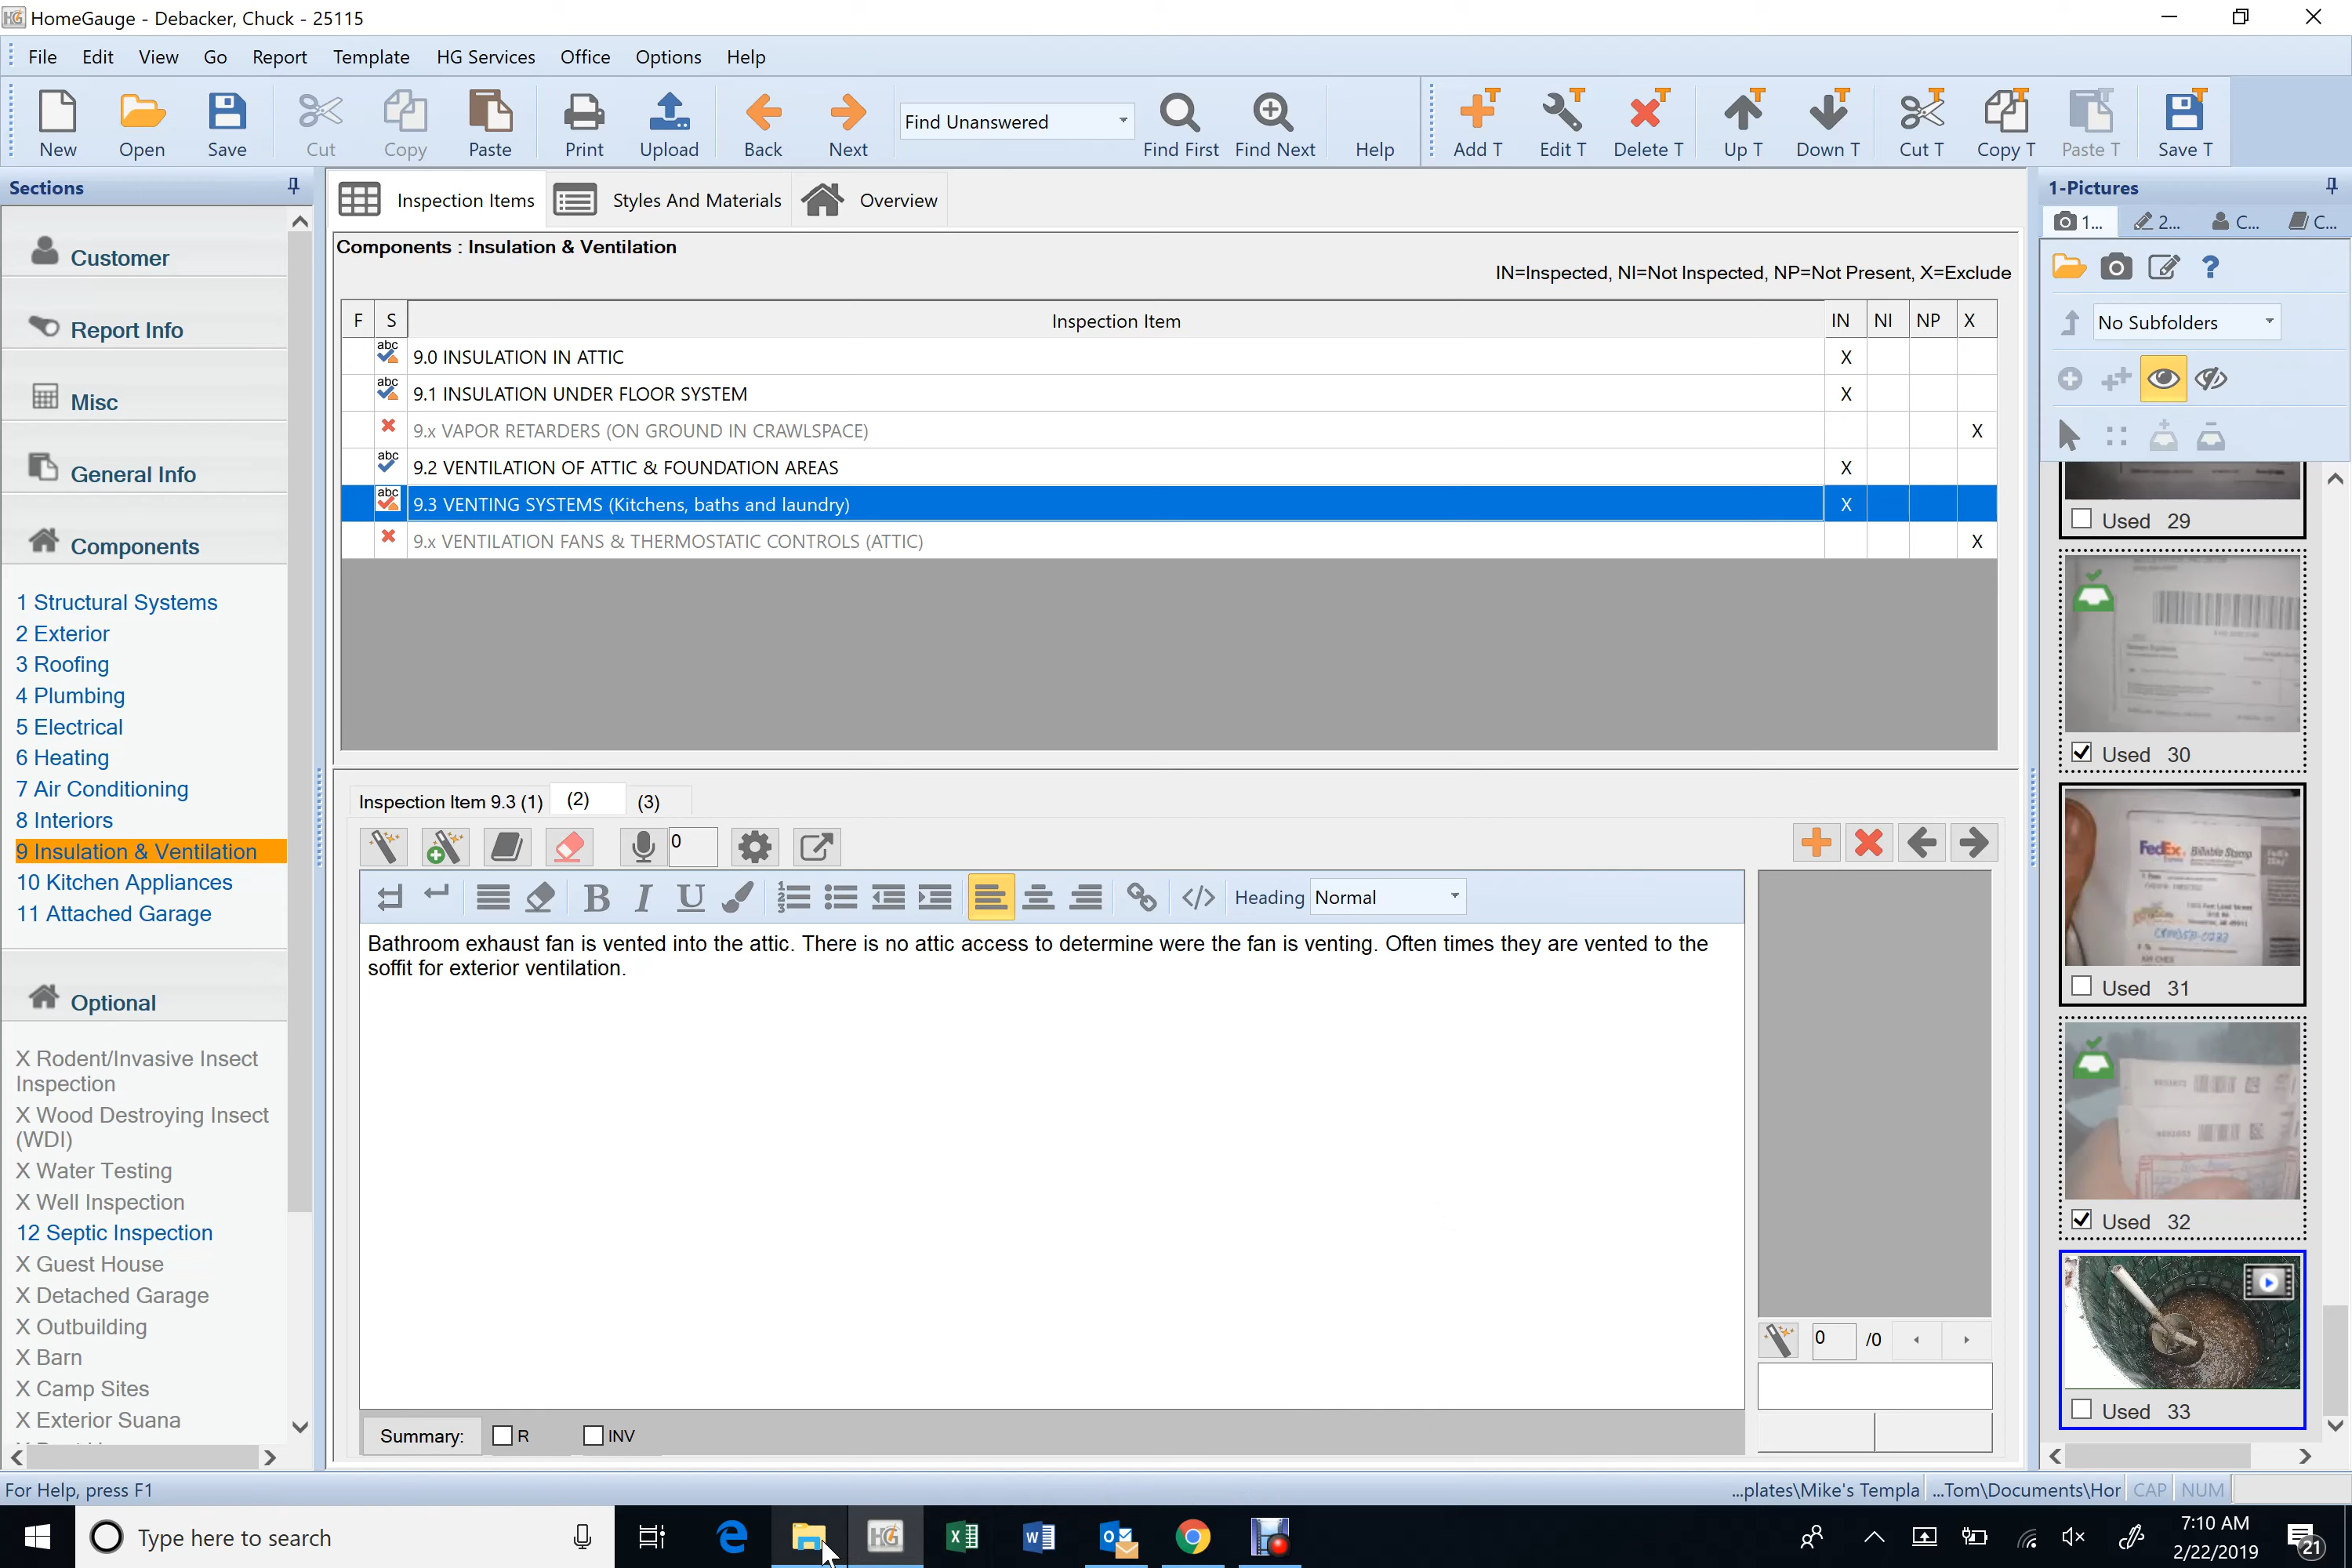 HomeGauge - Debacker, Chuck - 25115
File Edit View Go Report Template HG Services Office Options Help
New Open Save Cut Copy Paste Print Upload Back Next Find Unanswered Find First Find Next Help Add T Edit T Delete T Up T Down T Cut T Copy T Paste T Save T
Sections
Customer
Report Info
Misc
General Info
Components
1 Structural Systems
2 Exterior
3 Roofing
4 Plumbing
5 Electrical
6 Heating
7 Air Conditioning
8 Interiors
9 Insulation & Ventilation
10 Kitchen Appliances
11 Attached Garage
Optional
X Rodent/Invasive Insect
Inspection
X Wood Destroying Insect
(WDI)
X Water Testing
X Well Inspection
12 Septic Inspection
X Guest House
X Detached Garage
X Outbuilding
X Barn
X Camp Sites
X Exterior Suana
Inspection Items Styles And Materials Overview
Components : Insulation & Ventilation
IN=Inspected, NI=Not Inspected, NP=Not Present, X=Exclude
F S Inspection Item IN NI NP X
abc 9.0 INSULATION IN ATTIC X
abc 9.1 INSULATION UNDER FLOOR SYSTEM X
9.x VAPOR RETARDERS (ON GROUND IN CRAWLSPACE) X
abc 9.2 VENTILATION OF ATTIC & FOUNDATION AREAS X
abc 9.3 VENTING SYSTEMS (Kitchens, baths and laundry) X
9.x VENTILATION FANS & THERMOSTATIC CONTROLS (ATTIC) X
Inspection Item 9.3 (1) (2) (3)
0
B I U Heading Normal
Bathroom exhaust fan is vented into the attic. There is no attic access to determine were the fan is venting. Often times they are vented to the
soffit for exterior ventilation.
0 /0
Summary: R INV
1-Pictures
1... 2... C... C...
No Subfolders
Used 29
Used 30
FedEx Billable Stamp
Used 31
Used 32
Used 33
For Help, press F1
...plates\Mike's Templa ...Tom\Documents\Hor CAP NUM
Type here to search
7:10 AM
2/22/2019
21